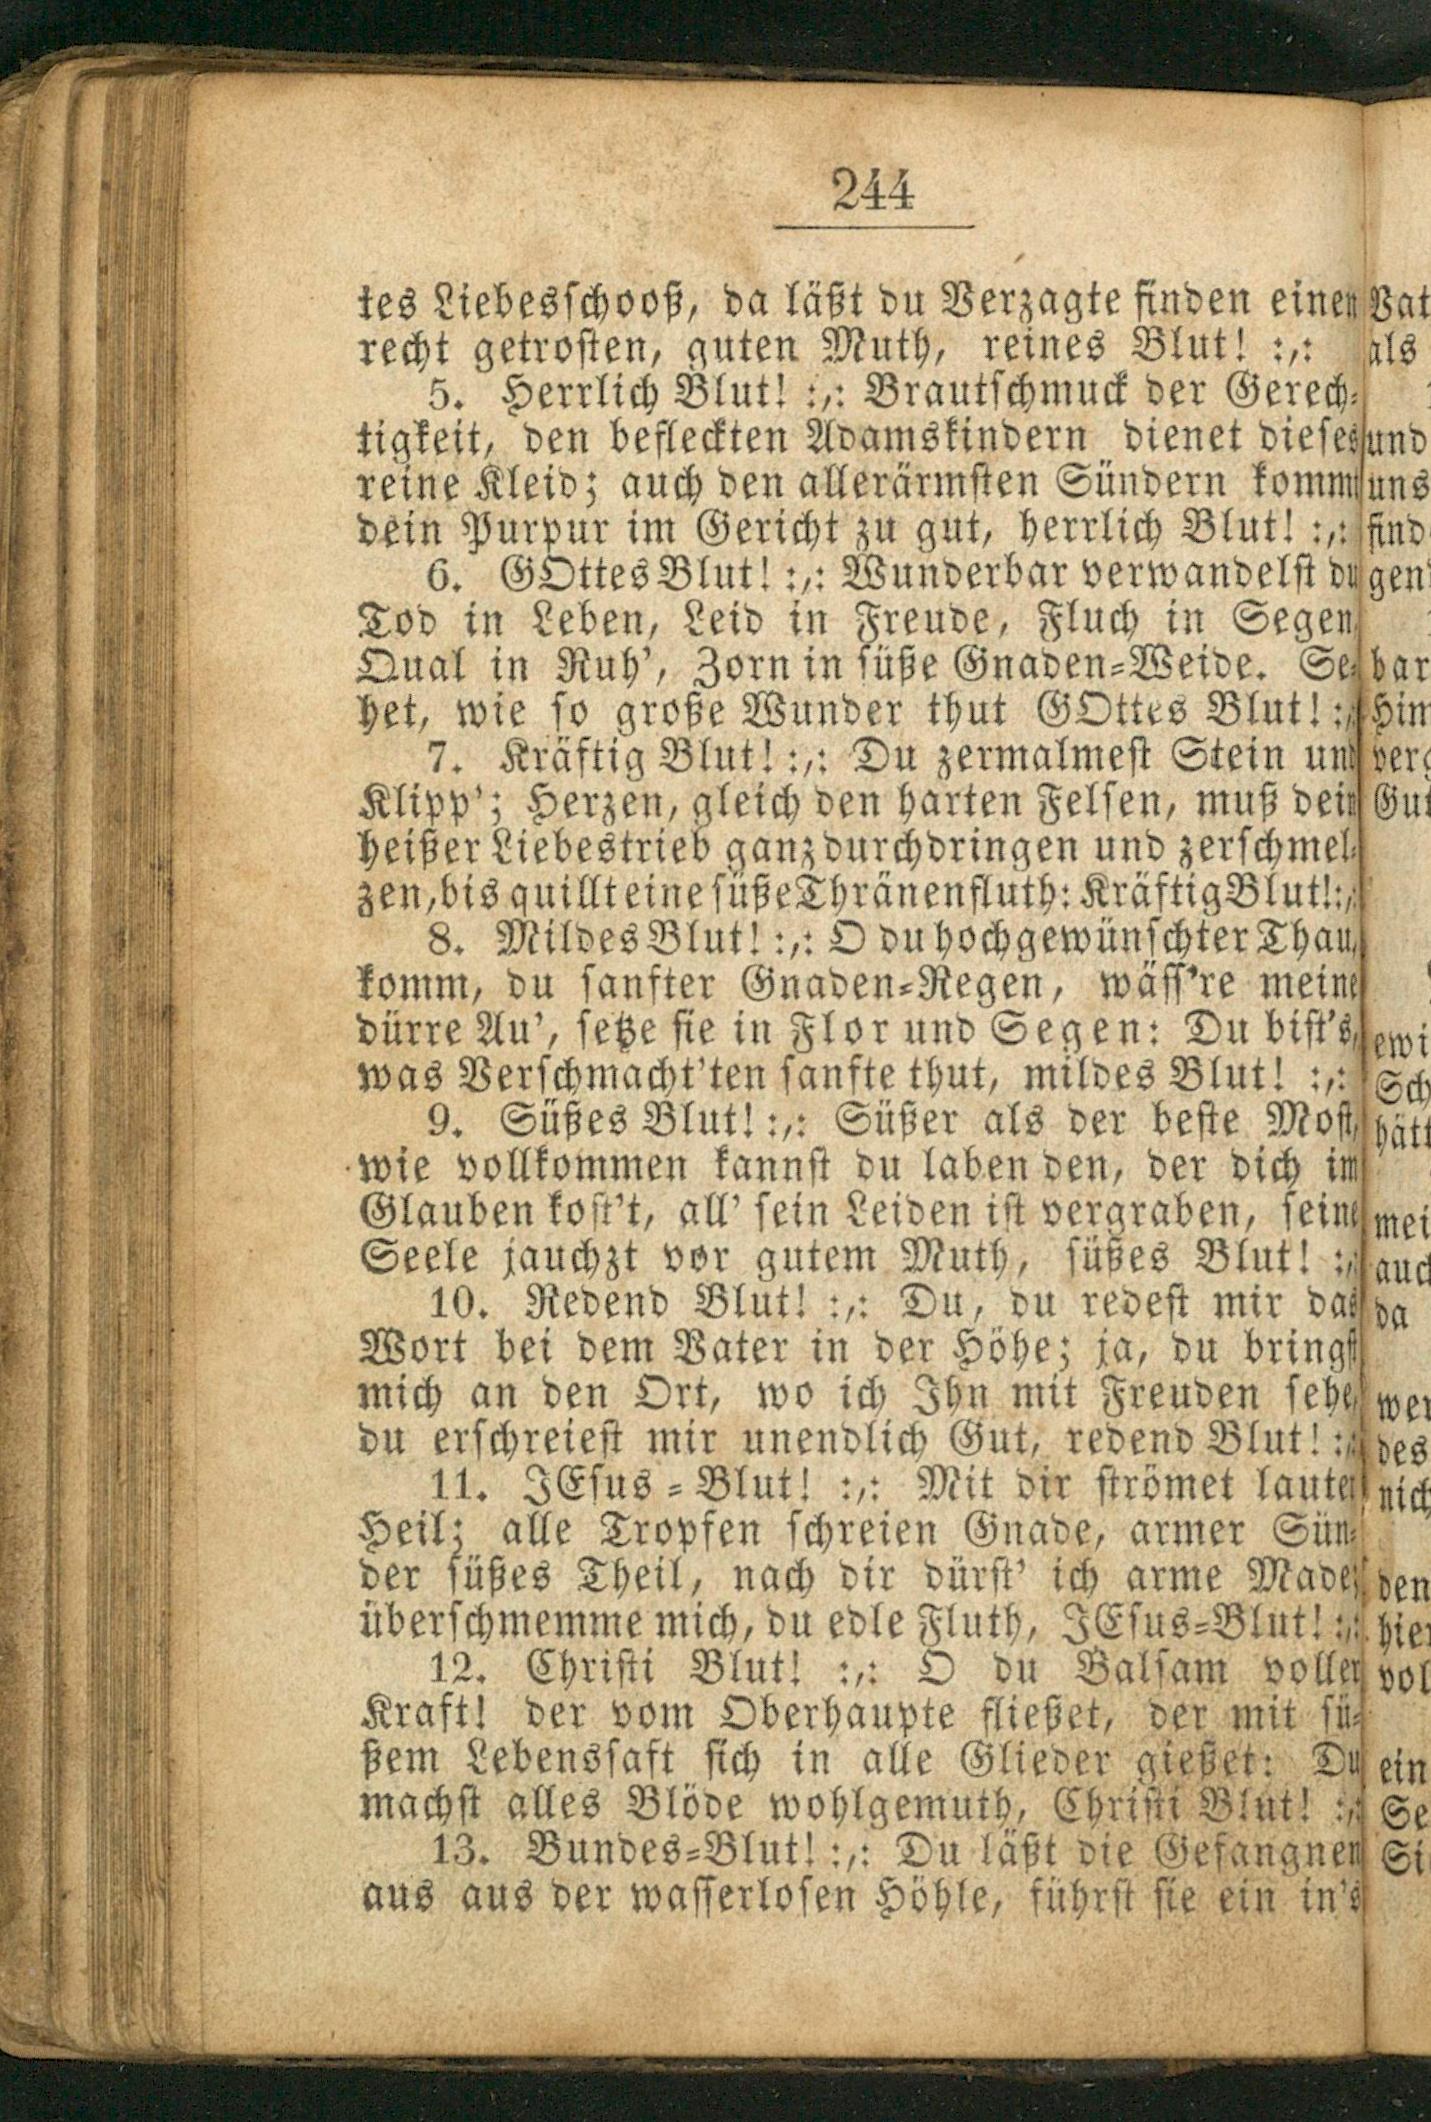 244
tes Liebesschooß, da läßt du Verzagte finden einen
recht getrosten, guten Muth, reines Blut! :,:
5. Herrlich Blut! :,: Brautschmuck der Gerech-
tigkeit, den befleckten Adamskindern dienet dieses
reine Kleid; auch den allerärmsten Sündern kommt
dein Purpur im Gericht zu gut, herrlich Blut! :,:
6. GOttes Blut! :,: Wunderbar verwandelst du
Tod in Leben, Leid in Freude, Fluch in Segen,
Qual in Ruh', Zorn in süße Gnaden-Weide. Se-
het, wie so große Wunder thut GOttes Blut! :,:
7. Kräftig Blut! :,: Du zermalmest Stein und
Klipp'; Herzen, gleich den harten Felsen, muß dein
heißer Liebestrieb ganz durchdringen und zerschmel-
zen, bis quillt eine süße Thränenfluth: Kräftig Blut! :,:
8. Mildes Blut! :,: O du hochgewünschter Thau,
komm, du sanfter Gnaden-Regen, wäss're meine
dürre Au', setze sie in Flor und Segen: Du bist's,
was Verschmacht'ten sanfte thut, mildes Blut! :,:
9. Süßes Blut! :,: Süßer als der beste Most,
wie vollkommen kannst du laben den, der dich im
Glauben kost't, all' sein Leiden ist vergraben, seine
Seele jauchzt vor gutem Muth, süßes Blut! :,:
10. Redend Blut! :,: Du, du redest mir das
Wort bei dem Vater in der Höhe; ja, du bringst
mich an den Ort, wo ich Ihn mit Freuden sehe,
du erschreiest mir unendlich Gut, redend Blut! :,:
11. JEsus-Blut! :,: Mit dir strömet lauter
Heil; alle Tropfen schreien Gnade, armer Sün-
der süßes Theil, nach dir dürst' ich arme Made;
überschmemme mich, du edle Fluth, JEsus-Blut! :,:
12. Christi Blut! :,: O du Balsam voller
Kraft! der vom Oberhaupte fließet, der mit sü-
ßem Lebenssaft sich in alle Glieder gießet: Du
machst alles Blöde wohlgemuth, Christi Blut! :,:
13. Bundes-Blut! :,: Du läßt die Gefangnen
aus aus der wasserlosen Höhle, führst sie ein in's